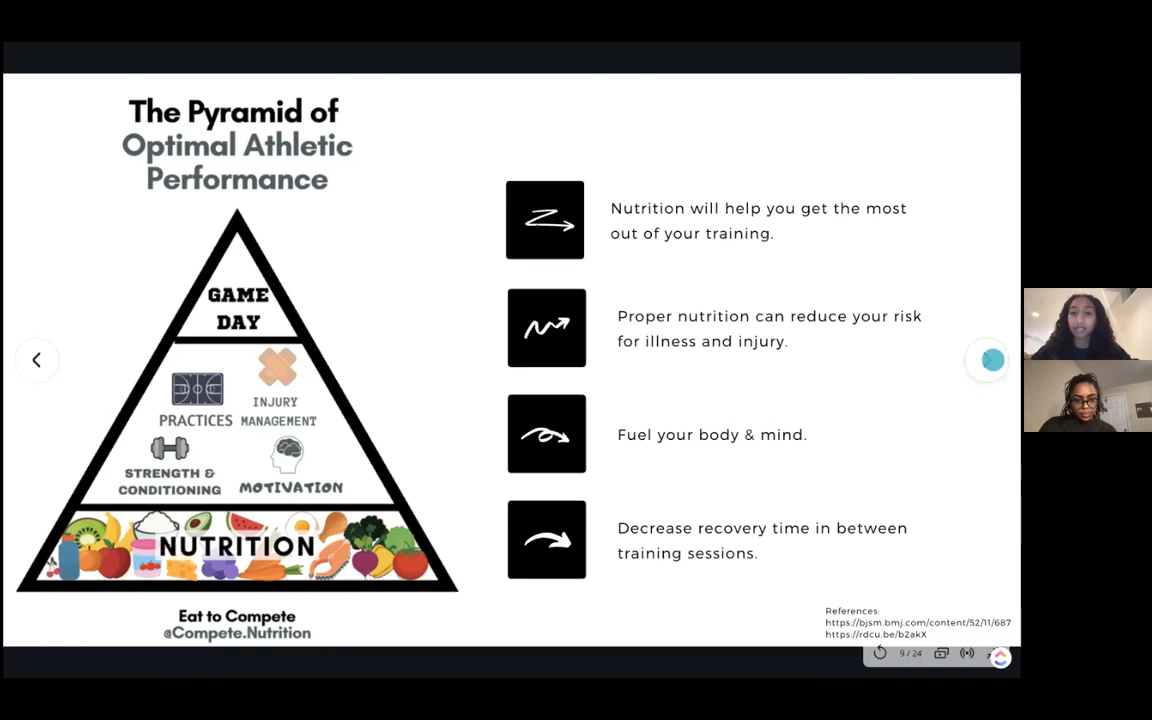 The Pyramid of
Optimal Athletic
Performance
GAME
DAY
PRACTICES
INJURY
MANAGEMENT
STRENGTH &
CONDITIONING
MOTIVATION
NUTRITION
Eat to Compete
@Compete.Nutrition
Nutrition will help you get the most
out of your training.
Proper nutrition can reduce your risk
for illness and injury.
Fuel your body & mind.
Decrease recovery time in between
training sessions.
References:
https://bjsm.bmj.com/content/52/11/687
https://rdcu.be/b2akX
9/24